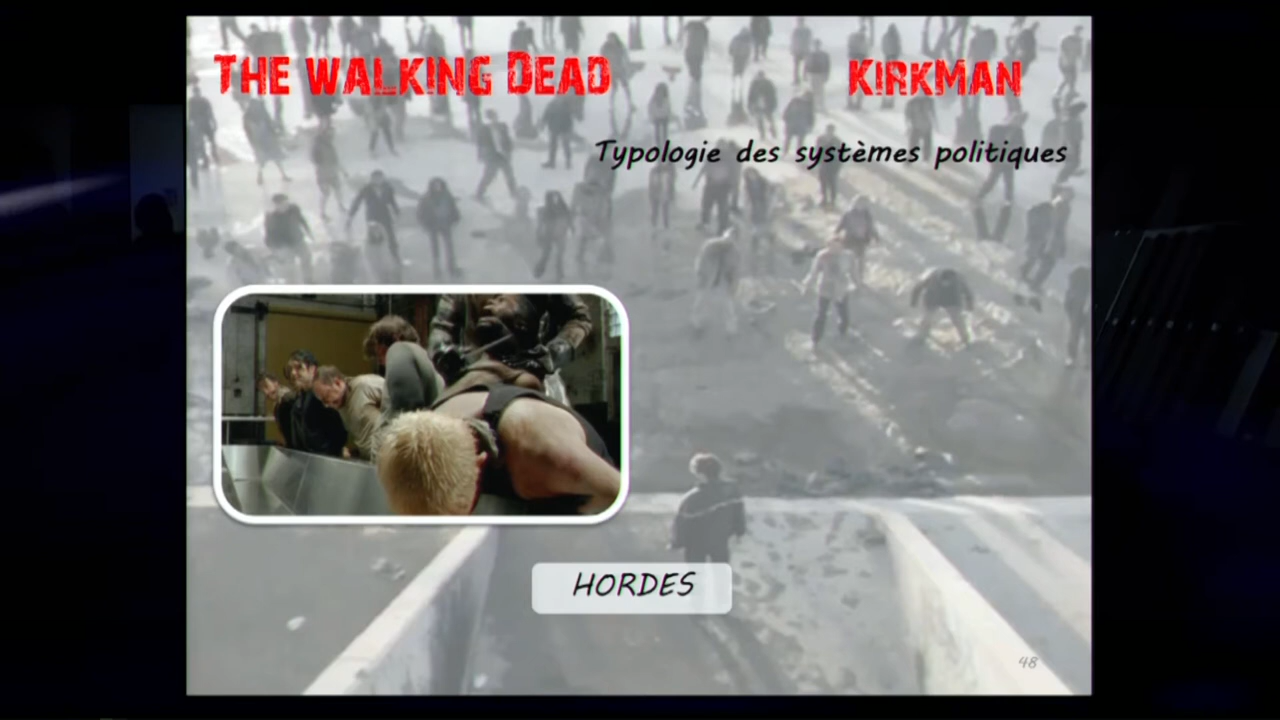 THE WALKING DEAD
KIRKMAN
Typologie des systèmes politiques
HORDES
48